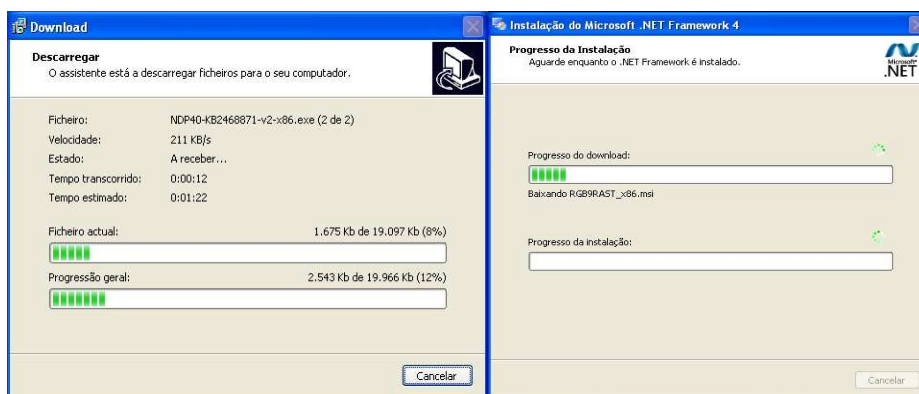 Download
Descarregar
O assistente está a descarregar ficheiros para o seu computador.
Ficheiro: NDP40-KB2468871-v2-x86.exe (2 de 2)
Velocidade: 211 KB/s
Estado: A receber...
Tempo transcorrido: 0:00:12
Tempo estimado: 0:01:22
Ficheiro actual: 1.675 Kb de 19.097 Kb (8%)
Progressão geral: 2.543 Kb de 19.966 Kb (12%)
Cancelar
Instalação do Microsoft .NET Framework 4
Progresso da Instalação
Aguarde enquanto o .NET Framework é instalado.
Microsoft
.NET
Progresso do download:
Baixando RGB9RAST_x86.msi
Progresso da instalação:
Cancelar